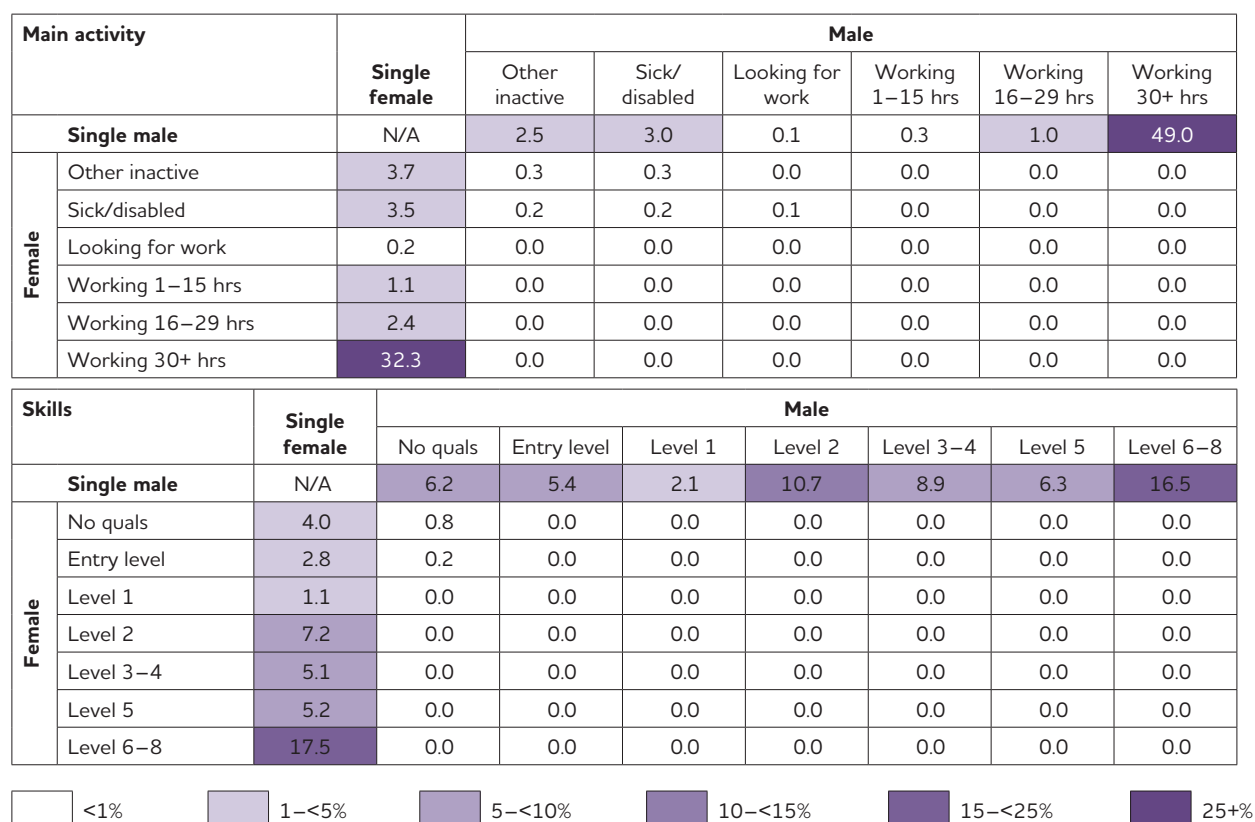 Main activity
Single female
Male
Other inactive
Sick/ disabled
Looking for work
Working 1–15 hrs
Working 16–29 hrs
Working 30+ hrs
Single male N/A 2.5 3.0 0.1 0.3 1.0 49.0
Female
Other inactive 3.7 0.3 0.3 0.0 0.0 0.0 0.0
Sick/disabled 3.5 0.2 0.2 0.1 0.0 0.0 0.0
Looking for work 0.2 0.0 0.0 0.0 0.0 0.0 0.0
Working 1–15 hrs 1.1 0.0 0.0 0.0 0.0 0.0 0.0
Working 16–29 hrs 2.4 0.0 0.0 0.0 0.0 0.0 0.0
Working 30+ hrs 32.3 0.0 0.0 0.0 0.0 0.0 0.0
Skills
Single female
Male
No quals Entry level Level 1 Level 2 Level 3–4 Level 5 Level 6–8
Single male N/A 6.2 5.4 2.1 10.7 8.9 6.3 16.5
Female
No quals 4.0 0.8 0.0 0.0 0.0 0.0 0.0 0.0
Entry level 2.8 0.2 0.0 0.0 0.0 0.0 0.0 0.0
Level 1 1.1 0.0 0.0 0.0 0.0 0.0 0.0 0.0
Level 2 7.2 0.0 0.0 0.0 0.0 0.0 0.0 0.0
Level 3–4 5.1 0.0 0.0 0.0 0.0 0.0 0.0 0.0
Level 5 5.2 0.0 0.0 0.0 0.0 0.0 0.0 0.0
Level 6–8 17.5 0.0 0.0 0.0 0.0 0.0 0.0 0.0
<1% 1–<5% 5–<10% 10–<15% 15–<25% 25+%